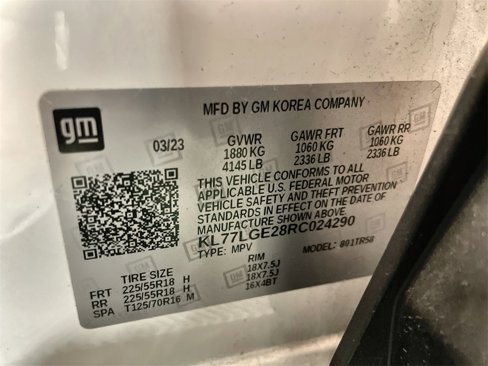 gm
MFD BY GM KOREA COMPANY
03/23 GVWR GAWR FRT GAWR RR
1880 KG 1060 KG 1060 KG
4145 LB 2336 LB 2336 LB
THIS VEHICLE CONFORMS TO ALL
APPLICABLE U.S. FEDERAL MOTOR
VEHICLE SAFETY AND THEFT PREVENTION
STANDARDS IN EFFECT ON THE DATE OF
MANUFACTURE SHOWN ABOVE.
KL77LGE28RC024290
TYPE: MPV MODEL: 801TR58
TIRE SIZE RIM
FRT 225/55R18 H 18X7.5J
RR 225/55R18 H 18X7.5J
SPA T125/70R16 M 16X4BT